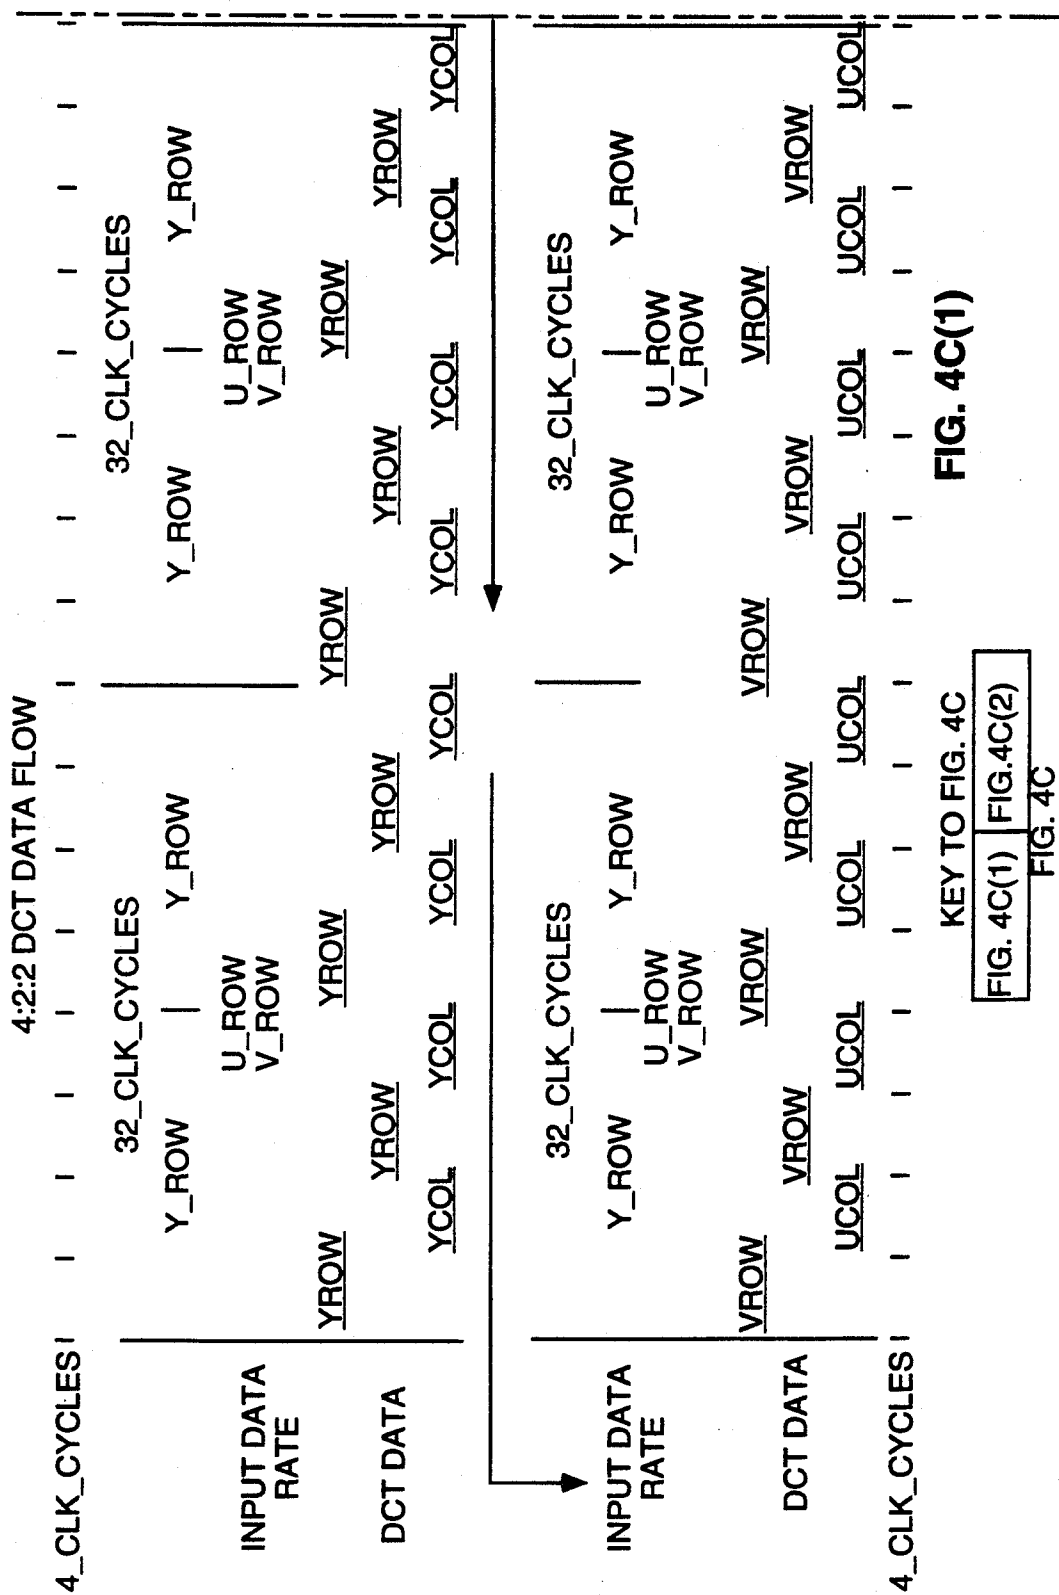 4:2:2 DCT DATA FLOW
4_CLK_CYCLES
32_CLK_CYCLES 32_CLK_CYCLES
Y_ROW Y_ROW Y_ROW Y_ROW
U_ROW U_ROW
INPUT DATA
V_ROW V_ROW
RATE
YROW YROW YROW YROW
YROW YROW YROW YROW
DCT DATA
YCOL YCOL YCOL YCOL YCOL YCOL YCOL YCOL
32_CLK_CYCLES 32_CLK_CYCLES
INPUT DATA Y_ROW Y_ROW Y_ROW Y_ROW
RATE U_ROW U_ROW
V_ROW V_ROW
VROW VROW VROW VROW
DCT DATA VROW VROW VROW VROW
UCOL UCOL UCOL UCOL UCOL UCOL UCOL UCOL
4_CLK_CYCLES
KEY TO FIG. 4C
FIG. 4C(1) FIG.4C(2)
FIG. 4C
FIG. 4C(1)